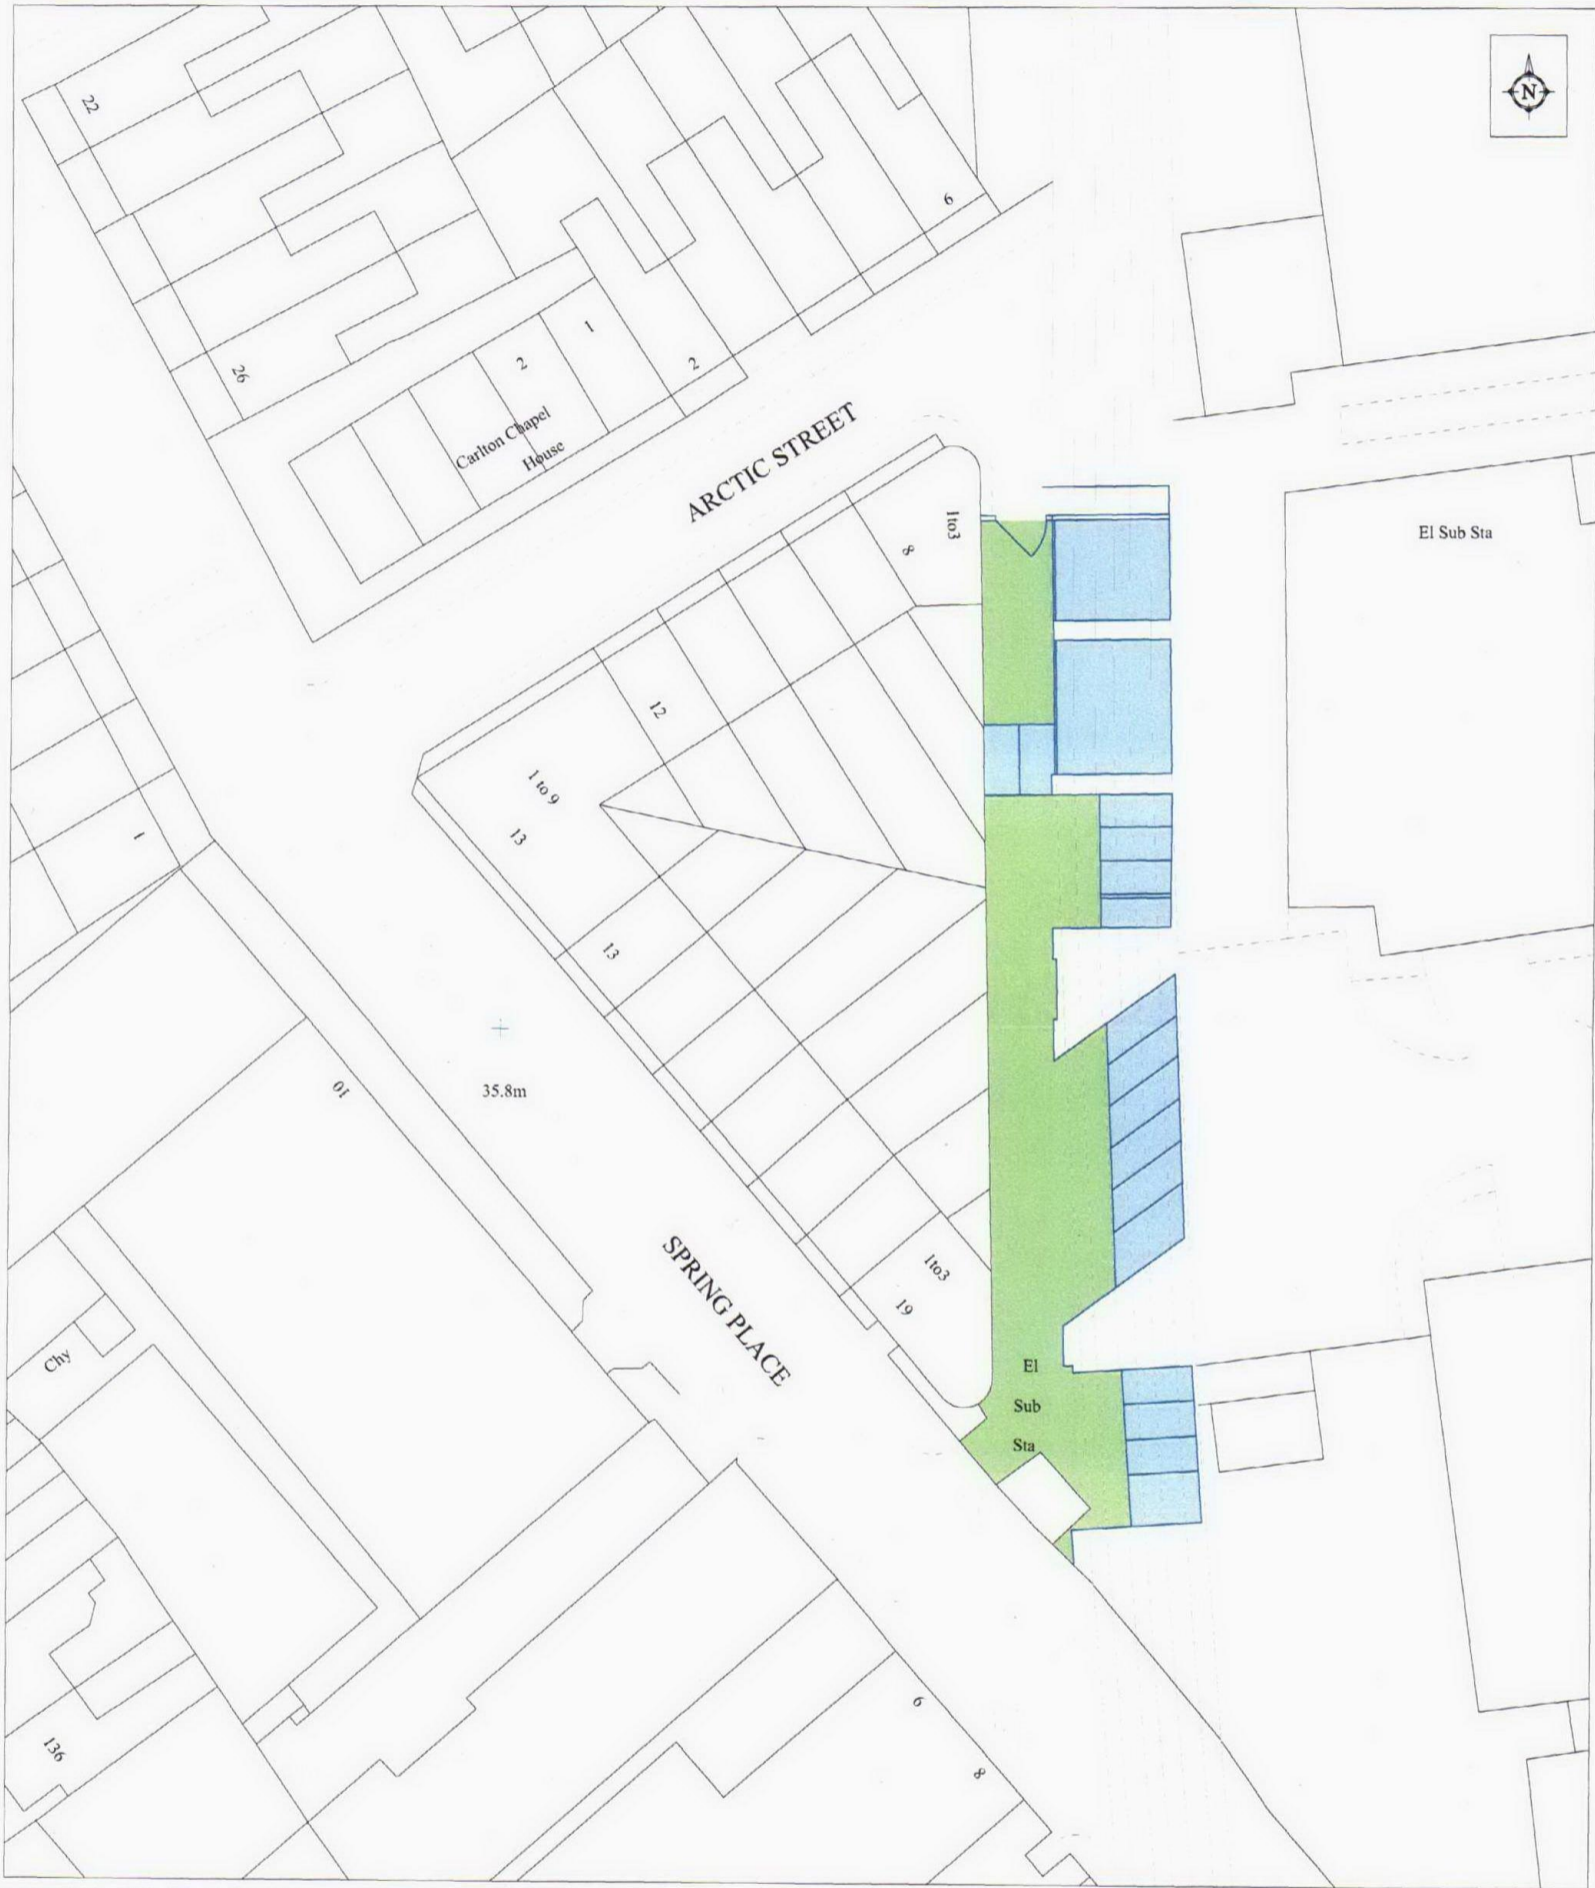 22
N
6
26
1
2
2
Carlton Chapel
House
ARCTIC STREET
1to3
8
El Sub Sta
12
1 to 9
13
1
13
10
35.8m
SPRING PLACE
1to3
19
Chy
El
Sub
Sta
6
8
136